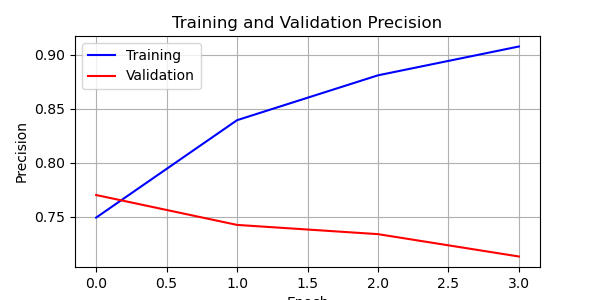 Training and Validation Precision
Training
Validation
Precision
0.90
0.85
0.80
0.75
0.0 0.5 1.0 1.5 2.0 2.5 3.0
Epoch